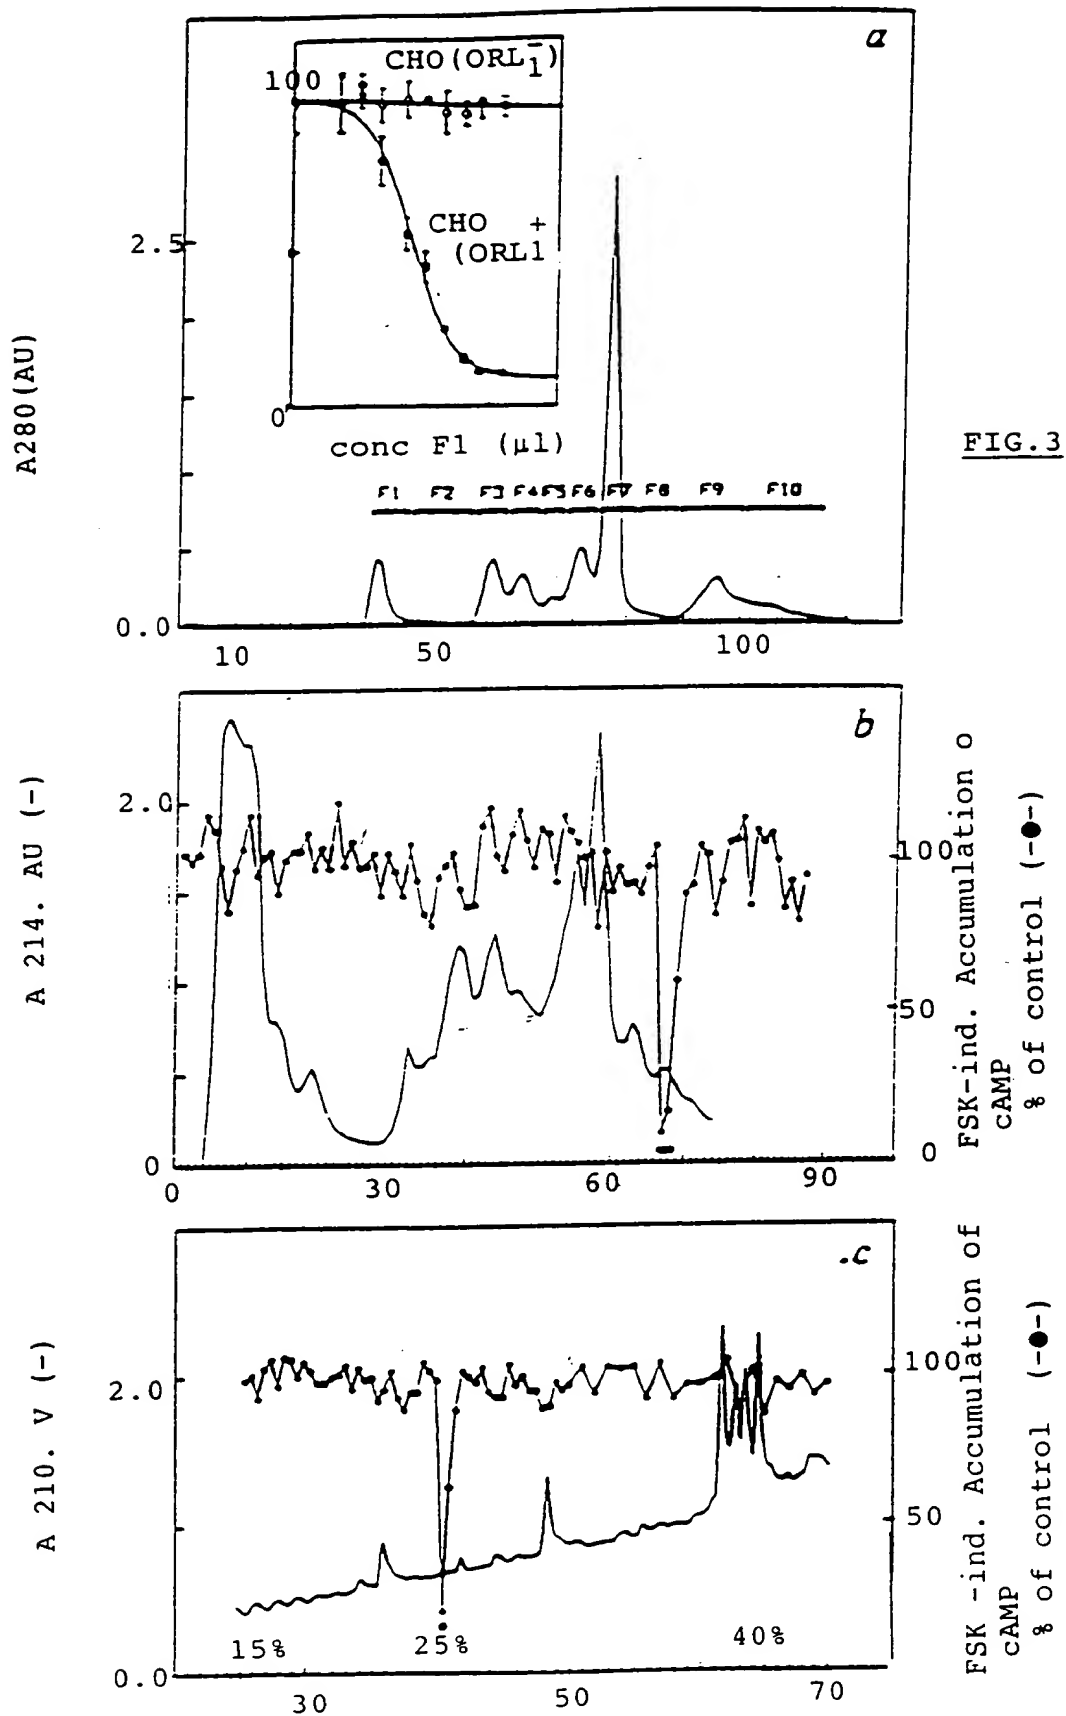 a
CHO(ORL1-)
100
CHO +
(ORL1
0
conc F1 (µl)
2.5
A280(AU)
FIG.3
F1 F2 F3 F4 F5 F6 F7 F8 F9 F10
0.0
10 50 100
b
2.0
A 214. AU (-)
100
50
0
FSK-ind. Accumulation o
cAMP
% of control (-●-)
0
0 30 60 90
.c
2.0
A 210. V (-)
100
50
FSK -ind. Accumulation of
cAMP
% of control (-●-)
15% 25% 40%
0.0
30 50 70